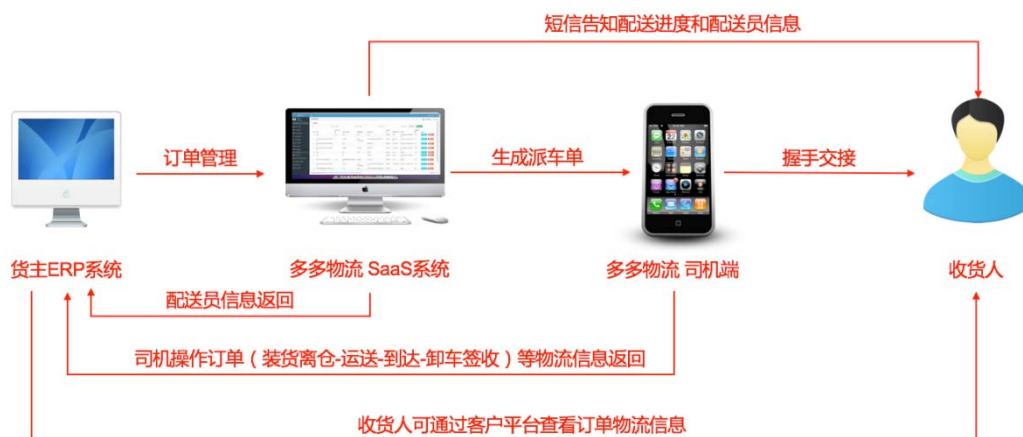 短信告知配送进度和配送员信息
订单管理
生成派车单
握手交接
货主ERP系统
多多物流 SaaS系统
多多物流 司机端
收货人
配送员信息返回
司机操作订单（装货离仓-运送-到达-卸车签收）等物流信息返回
收货人可通过客户平台查看订单物流信息